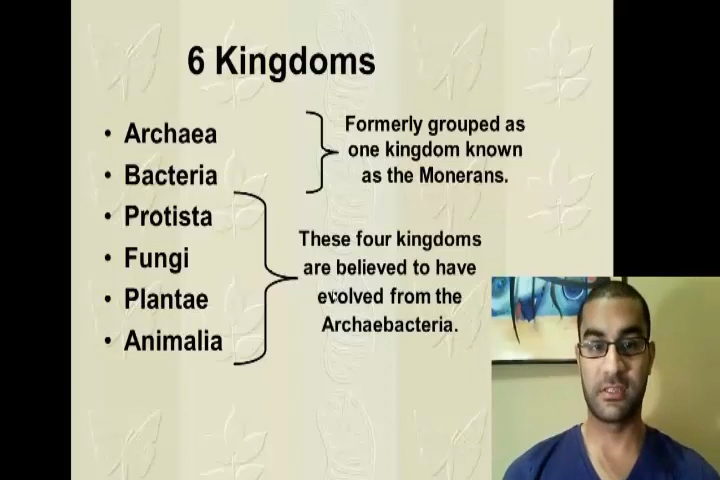 6 Kingdoms
• Archaea
• Bacteria
• Protista
• Fungi
• Plantae
• Animalia
Formerly grouped as
one kingdom known
as the Monerans.
These four kingdoms
are believed to have
evolved from the
Archaebacteria.